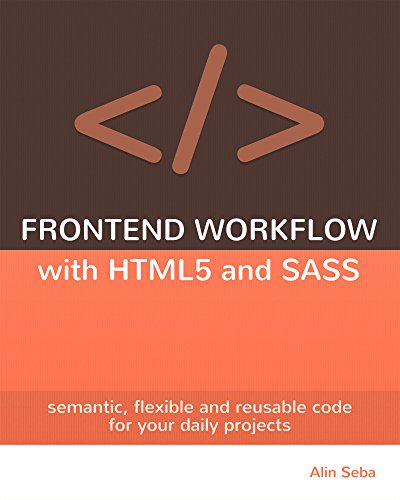 </>
FRONTEND WORKFLOW
with HTML5 and SASS
semantic, flexible and reusable code
for your daily projects
Alin Seba